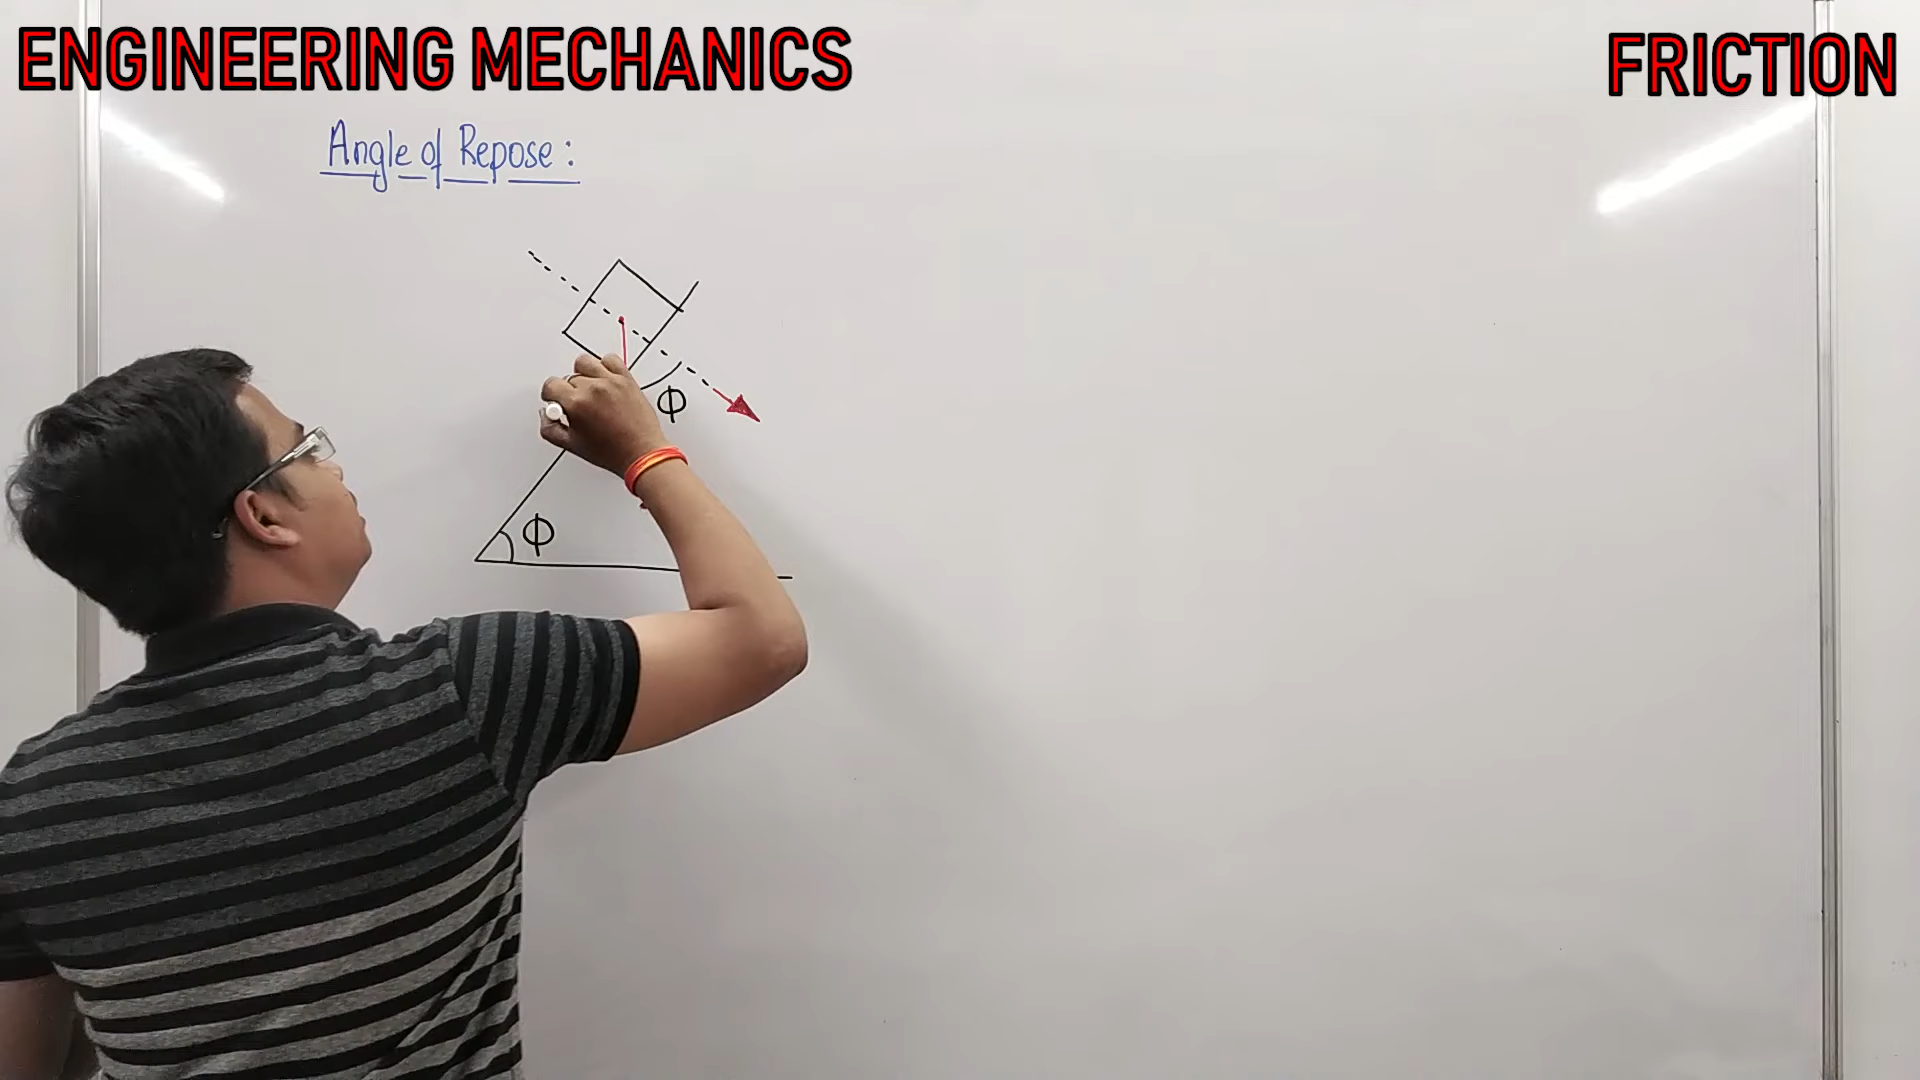 ENGINEERING MECHANICS
FRICTION
Angle of Repose :
Φ
Φ